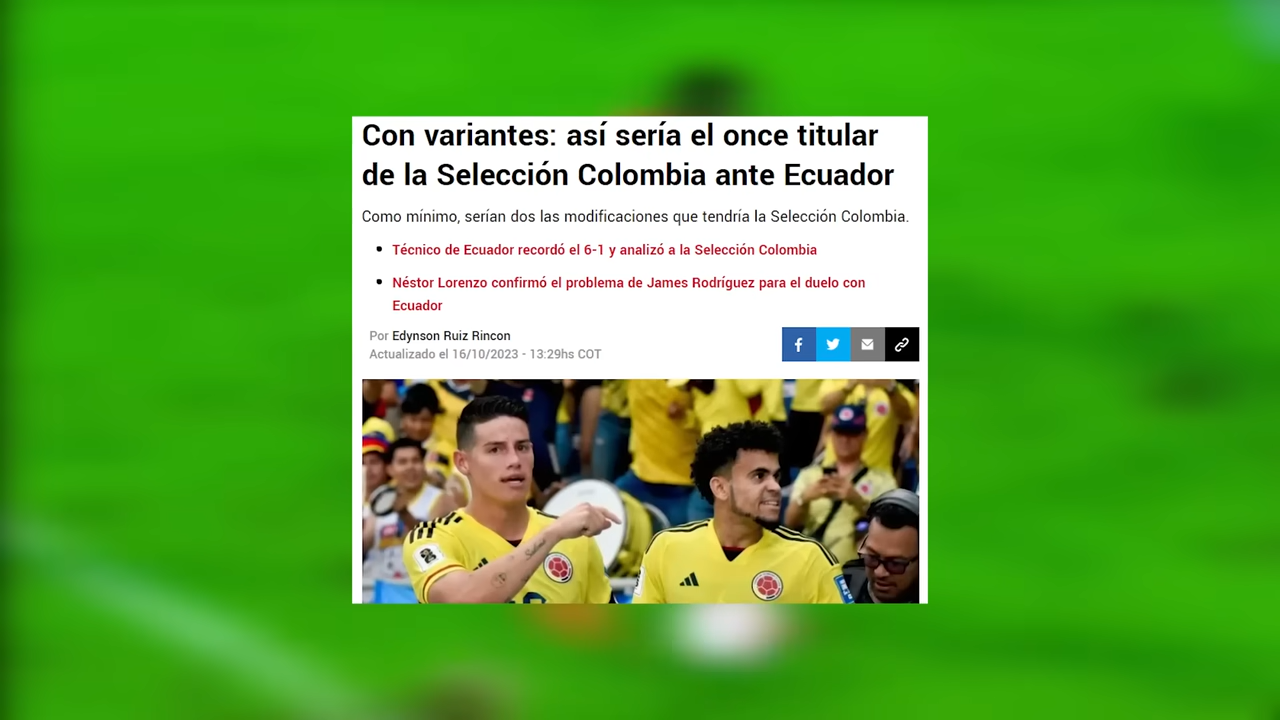 Con variantes: así sería el once titular
de la Selección Colombia ante Ecuador
Como mínimo, serían dos las modificaciones que tendría la Selección Colombia.
Técnico de Ecuador recordó el 6-1 y analizó a la Selección Colombia
Néstor Lorenzo confirmó el problema de James Rodríguez para el duelo con
Ecuador
Por Edynson Ruiz Rincon
Actualizado el 16/10/2023 - 13:29hs COT